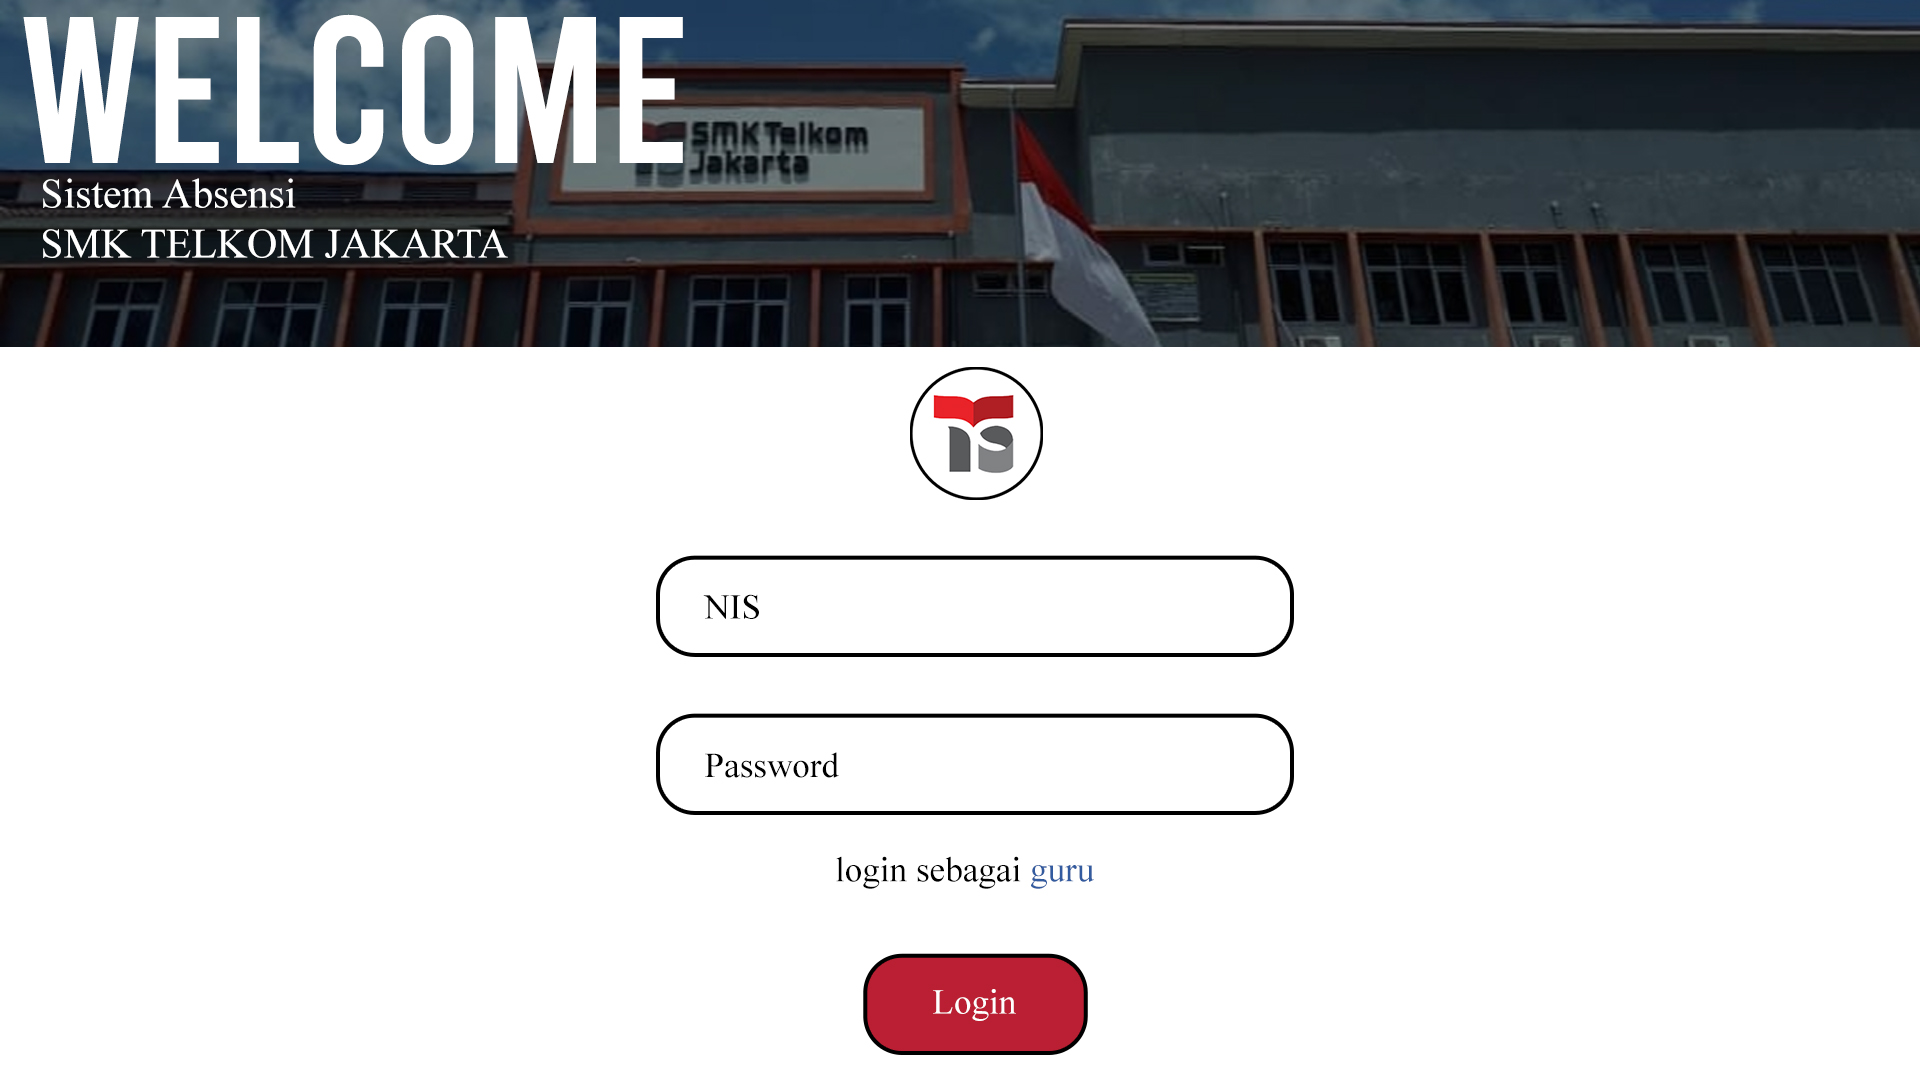 WELCOME
SMK Telkom
Jakarta
Sistem Absensi
SMK TELKOM JAKARTA
NIS
Password
login sebagai guru
Login